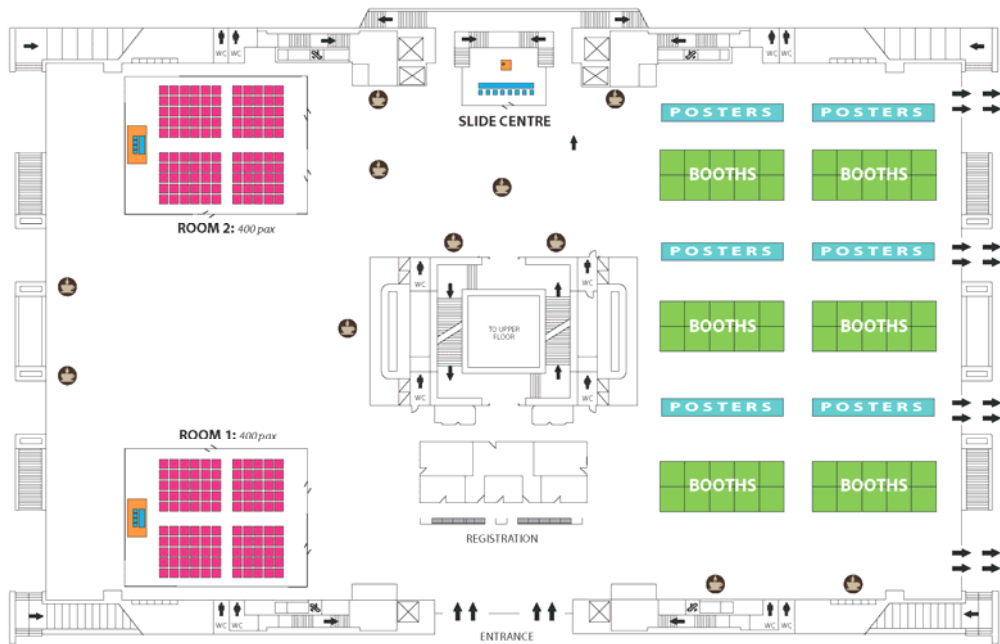 WC WC
WC WC
SLIDE CENTRE
POSTERS POSTERS
BOOTHS BOOTHS
ROOM 2: 400 pax
POSTERS POSTERS
WC WC
TO UPPER
FLOOR
BOOTHS BOOTHS
WC WC
POSTERS POSTERS
ROOM 1: 400 pax
BOOTHS BOOTHS
REGISTRATION
WC WC
WC WC
ENTRANCE